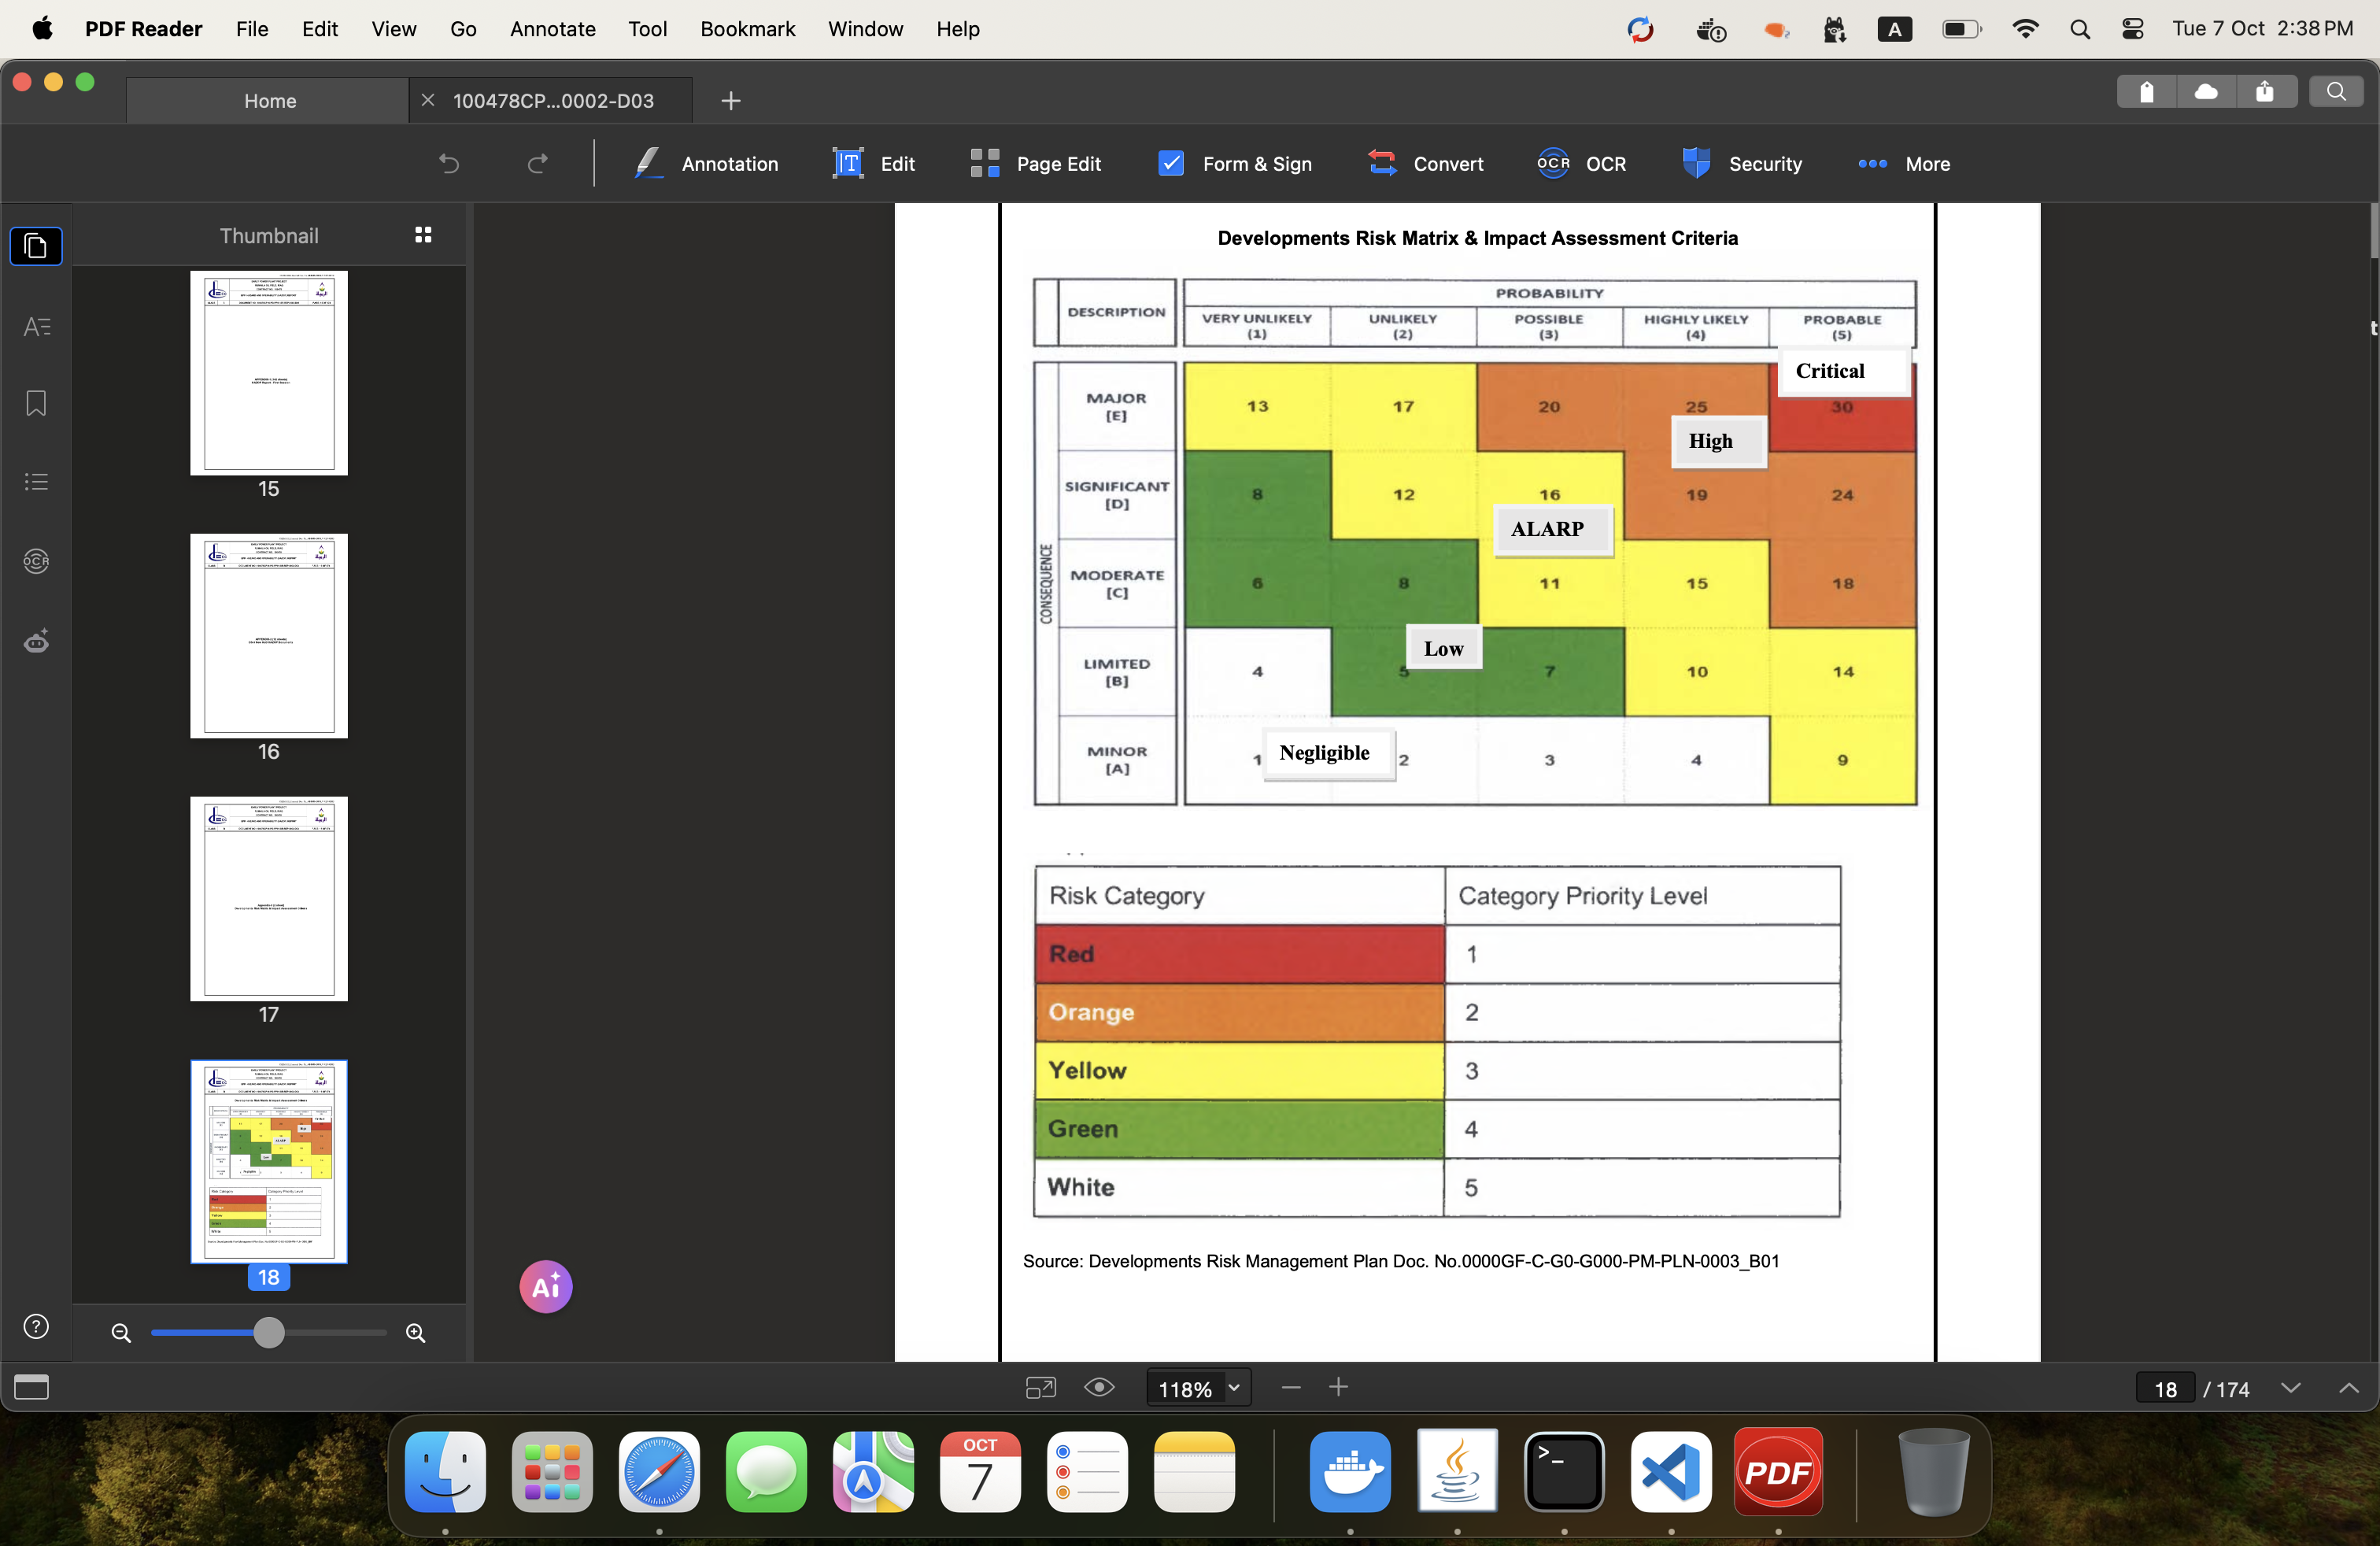 PDF Reader File Edit View Go Annotate Tool Bookmark Window Help A Tue 7 Oct 2:38 PM
Home 100478CP...0002-D03
Annotation Edit Page Edit Form & Sign Convert OCR OCR Security More
Thumbnail
15
16
17
18
OCR
Ai
Developments Risk Matrix & Impact Assessment Criteria
DESCRIPTION
PROBABILITY
VERY UNLIKELY (1)
UNLIKELY (2)
POSSIBLE (3)
HIGHLY LIKELY (4)
PROBABLE (5)
CONSEQUENCE
Critical
MAJOR [E] 13 17 20 25 30
High
SIGNIFICANT [D] 8 12 16 19 24
ALARP
MODERATE [C] 6 8 11 15 18
Low
LIMITED [B] 4 5 7 10 14
MINOR [A] 1 2 3 4 9
Negligible
Risk Category Category Priority Level
Red 1
Orange 2
Yellow 3
Green 4
White 5
Source: Developments Risk Management Plan Doc. No.0000GF-C-G0-G000-PM-PLN-0003_B01
118%
18 / 174
OCT
7
PDF